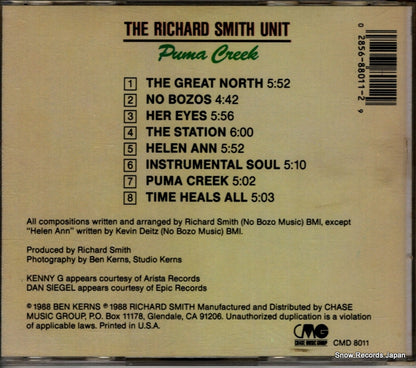 THE RICHARD SMITH UNIT
Puma Creek
1 THE GREAT NORTH 5:52
2 NO BOZOS 4:42
3 HER EYES 5:56
4 THE STATION 6:00
5 HELEN ANN 5:52
6 INSTRUMENTAL SOUL 5:10
7 PUMA CREEK 5:02
8 TIME HEALS ALL 5:03
0 2856-88011-2 9
All compositions written and arranged by Richard Smith (No Bozo Music) BMI, except
"Helen Ann" written by Kevin Deitz (No Bozo Music) BMI.
Produced by Richard Smith
Photography by Ben Kerns, Studio Kerns
KENNY G appears courtesy of Arista Records
DAN SIEGEL appears courtesy of Epic Records
℗ 1988 BEN KERNS ℗ 1988 RICHARD SMITH Manufactured and Distributed by CHASE
MUSIC GROUP, P.O. Box 11178, Glendale, CA 91206. Unauthorized duplication is a violation
of applicable laws. Printed in U.S.A.
CMG
CHASE MUSIC GROUP
CMD 8011
Snow Records Japan